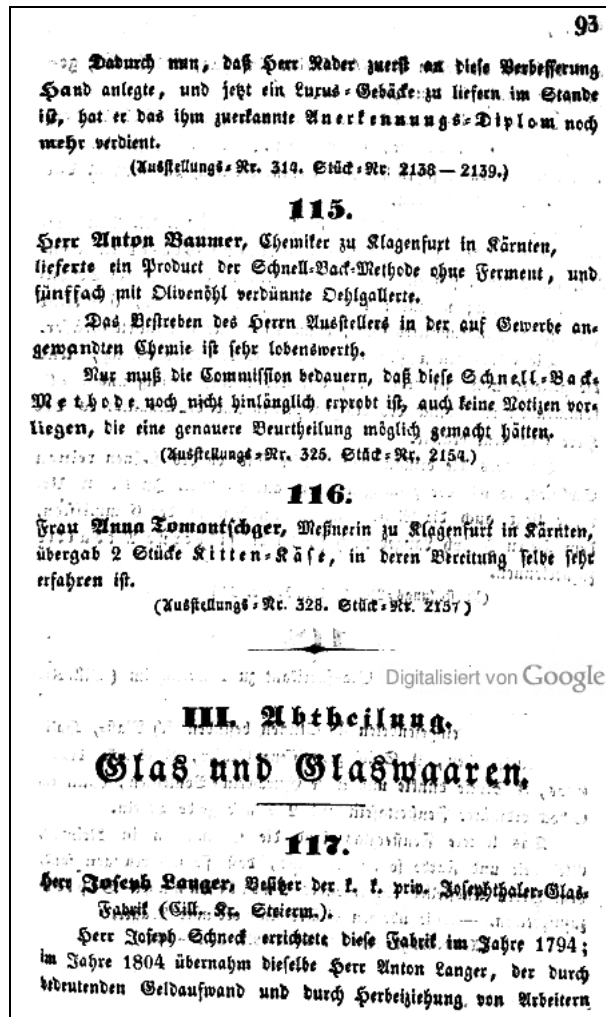 93
Dadurch nun, daß Herr Rader zuerst an diese Verbesserung
Hand anlegte, und jetzt ein Luxus-Gebäcke zu liefern im Stande
ist, hat er das ihm zuerkannte Anerkennungs-Diplom noch
mehr verdient.
(Ausstellungs-Nr. 314. Stück-Nr. 2138 — 2139.)
115.
Herr Anton Baumer, Chemiker zu Klagenfurt in Kärnten,
lieferte ein Product der Schnell-Back-Methode ohne Ferment, und
fünffach mit Olivenöhl verdünnte Oehlgallerte.
Das Bestreben des Herrn Ausstellers in der auf Gewerbe an-
gewandten Chemie ist sehr lobenswerth.
Nur muß die Commission bedauern, daß diese Schnell-Back-
Methode noch nicht hinlänglich erprobt ist, auch keine Notizen vor-
liegen, die eine genauere Beurtheilung möglich gemacht hätten.
(Ausstellungs-Nr. 325. Stück-Nr. 2154.)
116.
Frau Anna Tomantschger, Meßnerin zu Klagenfurt in Kärnten,
übergab 2 Stücke Kitten-Käse, in deren Bereitung selbe sehr
erfahren ist.
(Ausstellungs-Nr. 328. Stück-Nr. 2157)
Digitalisiert von Google
III. Abtheilung.
Glas und Glaswaaren.
117.
Herr Joseph Langer, Besitzer der k. k. priv. Josephthaler-Glas-
Fabrik (Cill. Kr. Steierm.).
Herr Joseph Schneck errichtete diese Fabrik im Jahre 1794;
im Jahre 1804 übernahm dieselbe Herr Anton Langer, der durch
bedeutenden Geldaufwand und durch Herbeiziehung von Arbeitern